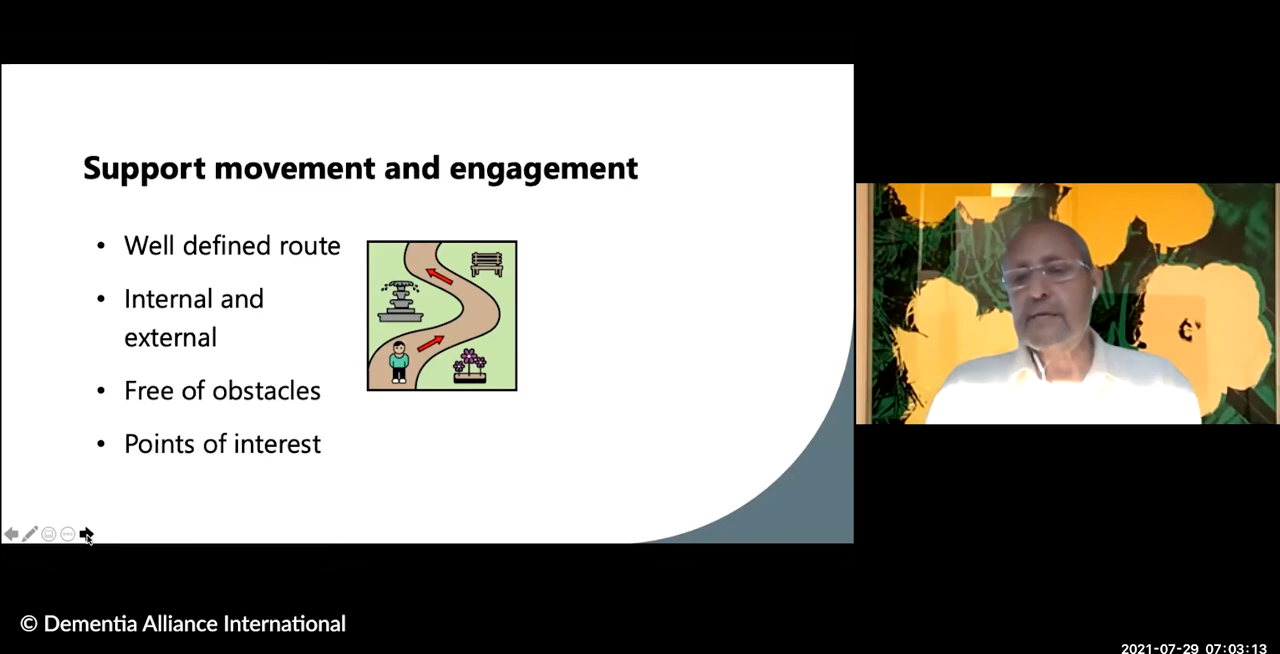 Support movement and engagement
• Well defined route
• Internal and
external
• Free of obstacles
• Points of interest
© Dementia Alliance International
2021-07-29 07:03:13